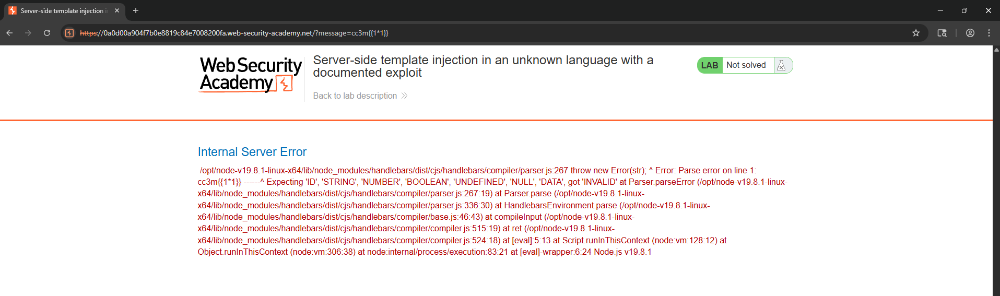 Server-side template injection i
https://0a0d00a904f7b0e8819c84e7008200fa.web-security-academy.net/?message=cc3m{{1*1}}
Web Security
Academy
Server-side template injection in an unknown language with a
documented exploit
Back to lab description
LAB Not solved
Internal Server Error
/opt/node-v19.8.1-linux-x64/lib/node_modules/handlebars/dist/cjs/handlebars/compiler/parser.js:267 throw new Error(str); ^ Error: Parse error on line 1:
cc3m{{1*1}} ------^ Expecting 'ID', 'STRING', 'NUMBER', 'BOOLEAN', 'UNDEFINED', 'NULL', 'DATA', got 'INVALID' at Parser.parseError (/opt/node-v19.8.1-linux-
x64/lib/node_modules/handlebars/dist/cjs/handlebars/compiler/parser.js:267:19) at Parser.parse (/opt/node-v19.8.1-linux-
x64/lib/node_modules/handlebars/dist/cjs/handlebars/compiler/parser.js:336:30) at HandlebarsEnvironment.parse (/opt/node-v19.8.1-linux-
x64/lib/node_modules/handlebars/dist/cjs/handlebars/compiler/base.js:46:43) at compileInput (/opt/node-v19.8.1-linux-
x64/lib/node_modules/handlebars/dist/cjs/handlebars/compiler/compiler.js:515:19) at ret (/opt/node-v19.8.1-linux-
x64/lib/node_modules/handlebars/dist/cjs/handlebars/compiler/compiler.js:524:18) at [eval]:5:13 at Script.runInThisContext (node:vm:128:12) at
Object.runInThisContext (node:vm:306:38) at node:internal/process/execution:83:21 at [eval]-wrapper:6:24 Node.js v19.8.1